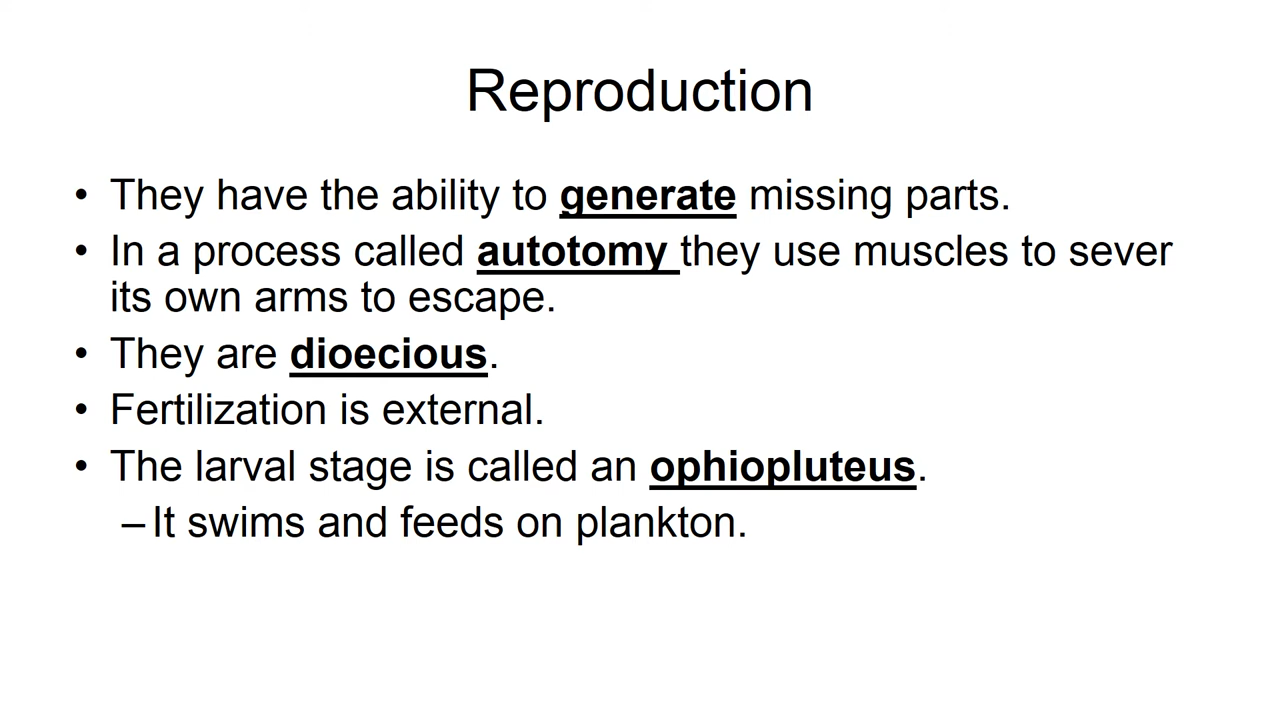 Reproduction
• They have the ability to generate missing parts.
• In a process called autotomy they use muscles to sever
its own arms to escape.
• They are dioecious.
• Fertilization is external.
• The larval stage is called an ophiopluteus.
–It swims and feeds on plankton.